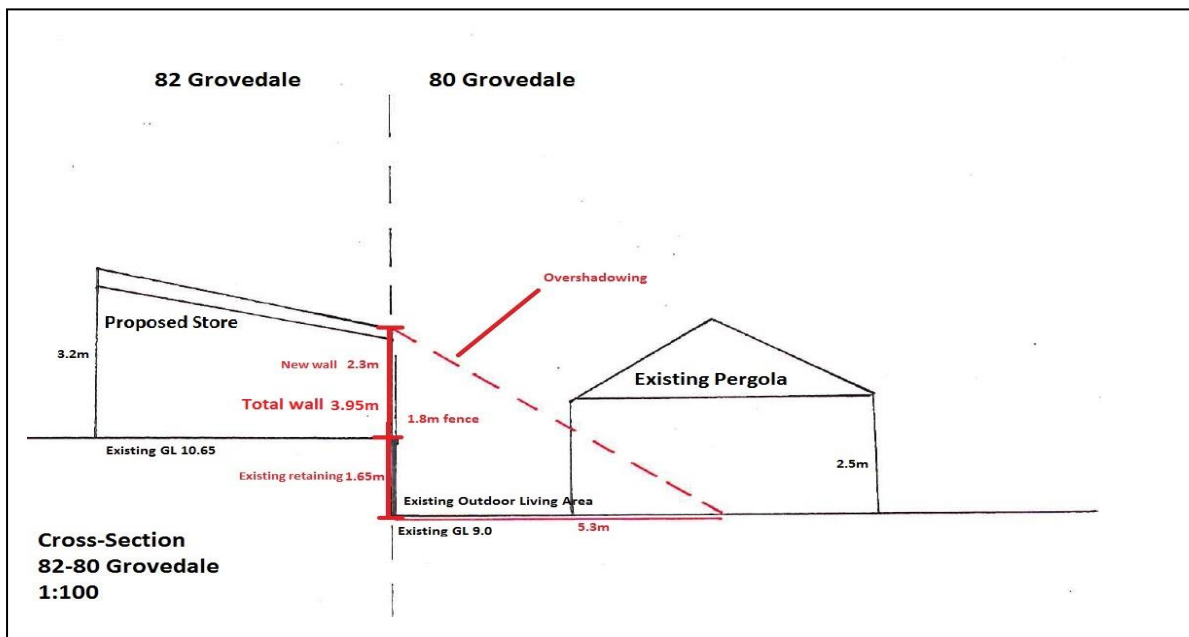 82 Grovedale
80 Grovedale
Overshadowing
Proposed Store
3.2m
New wall 2.3m
Existing Pergola
Total wall 3.95m
1.8m fence
Existing GL 10.65
2.5m
Existing retaining 1.65m
Existing Outdoor Living Area
Existing GL 9.0
5.3m
Cross-Section
82-80 Grovedale
1:100